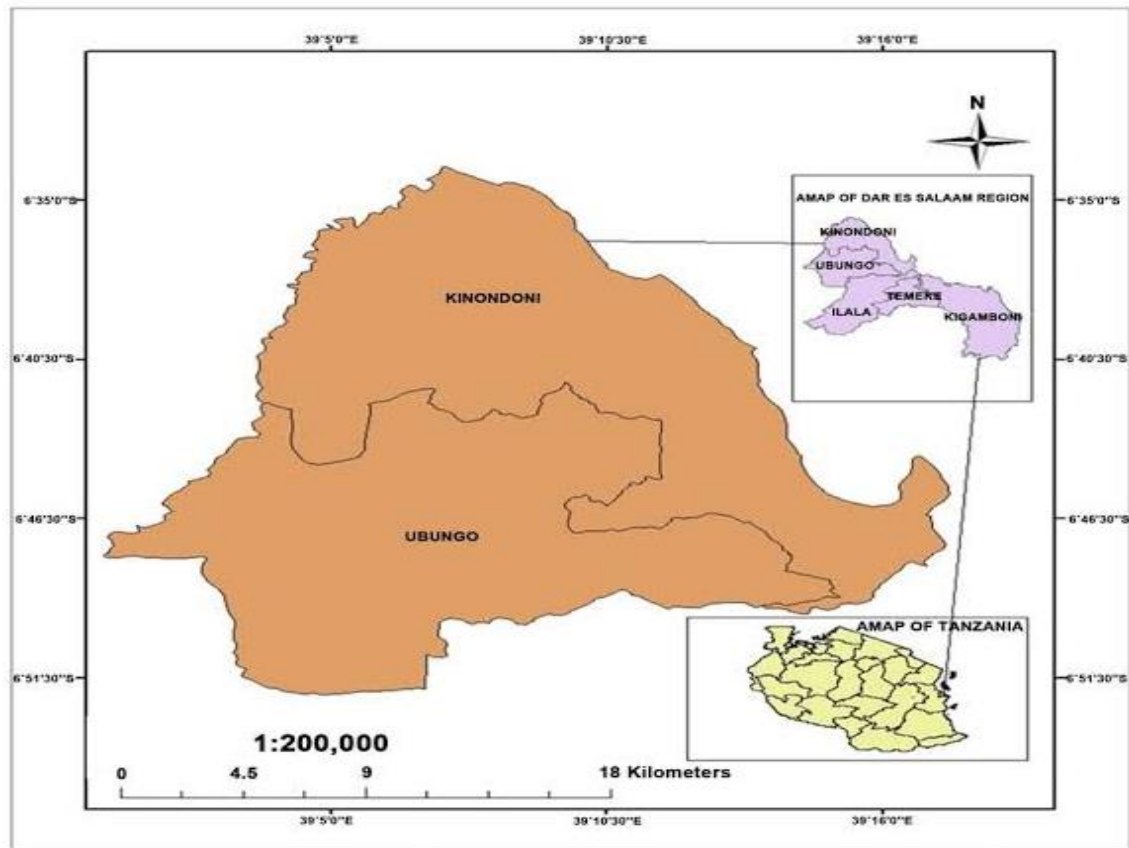 39°5'0"E
39°10'30"E
39°16'0"E
N
6°35'0"S
6°35'0"S
AMAP OF DAR ES SALAAM REGION
KINONDONI
UBUNGO
TEMEKE
ILALA
KIGAMBONI
KINONDONI
6°40'30"S
6°40'30"S
6°46'30"S
6°46'30"S
UBUNGO
AMAP OF TANZANIA
6°51'30"S
6°51'30"S
1:200,000
0 4.5 9 18 Kilometers
39°5'0"E
39°10'30"E
39°16'0"E